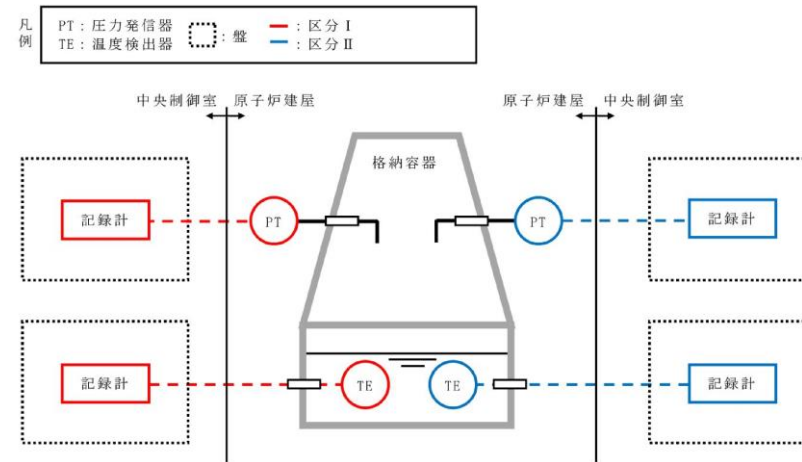 凡例
PT：圧力発信器
TE：温度検出器
：盤
：区分Ⅰ
：区分Ⅱ
中央制御室
原子炉建屋
原子炉建屋
中央制御室
格納容器
記録計
PT
PT
記録計
記録計
TE
TE
記録計